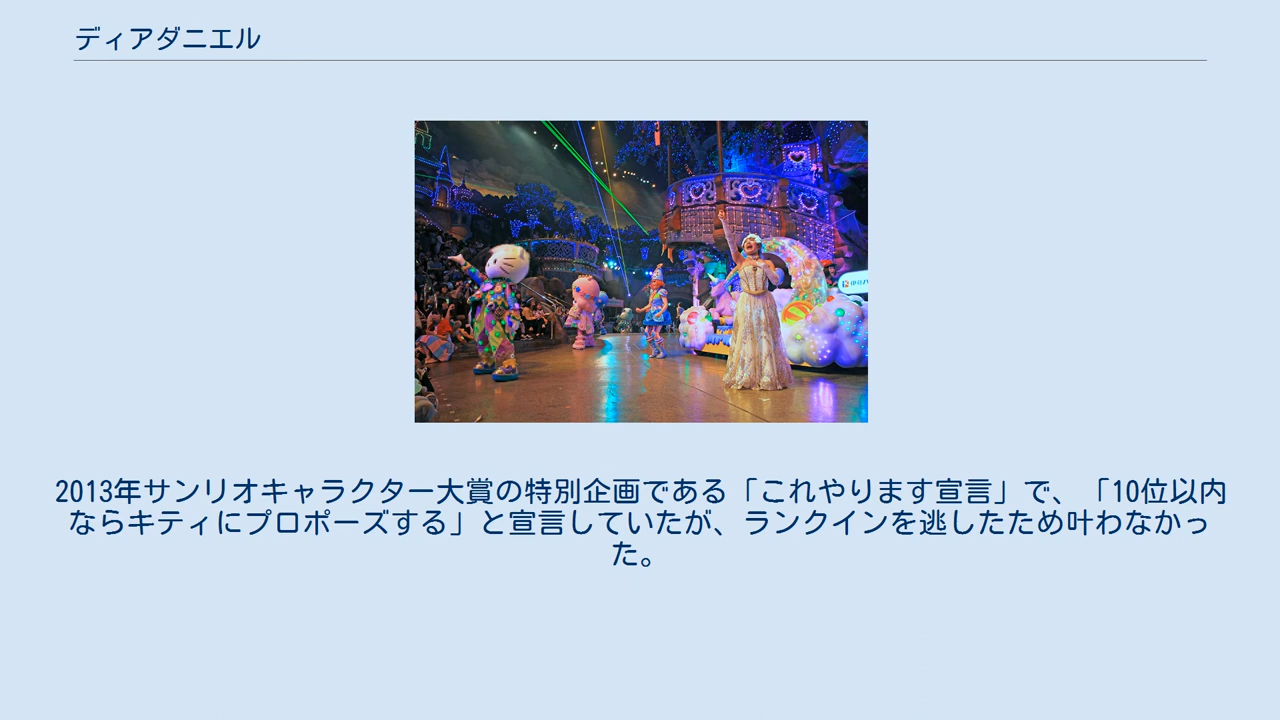 ディアダニエル
2013年サンリオキャラクター大賞の特別企画である「これやります宣言」で、「10位以内
ならキティにプロポーズする」と宣言していたが、ランクインを逃したため叶わなかっ
た。